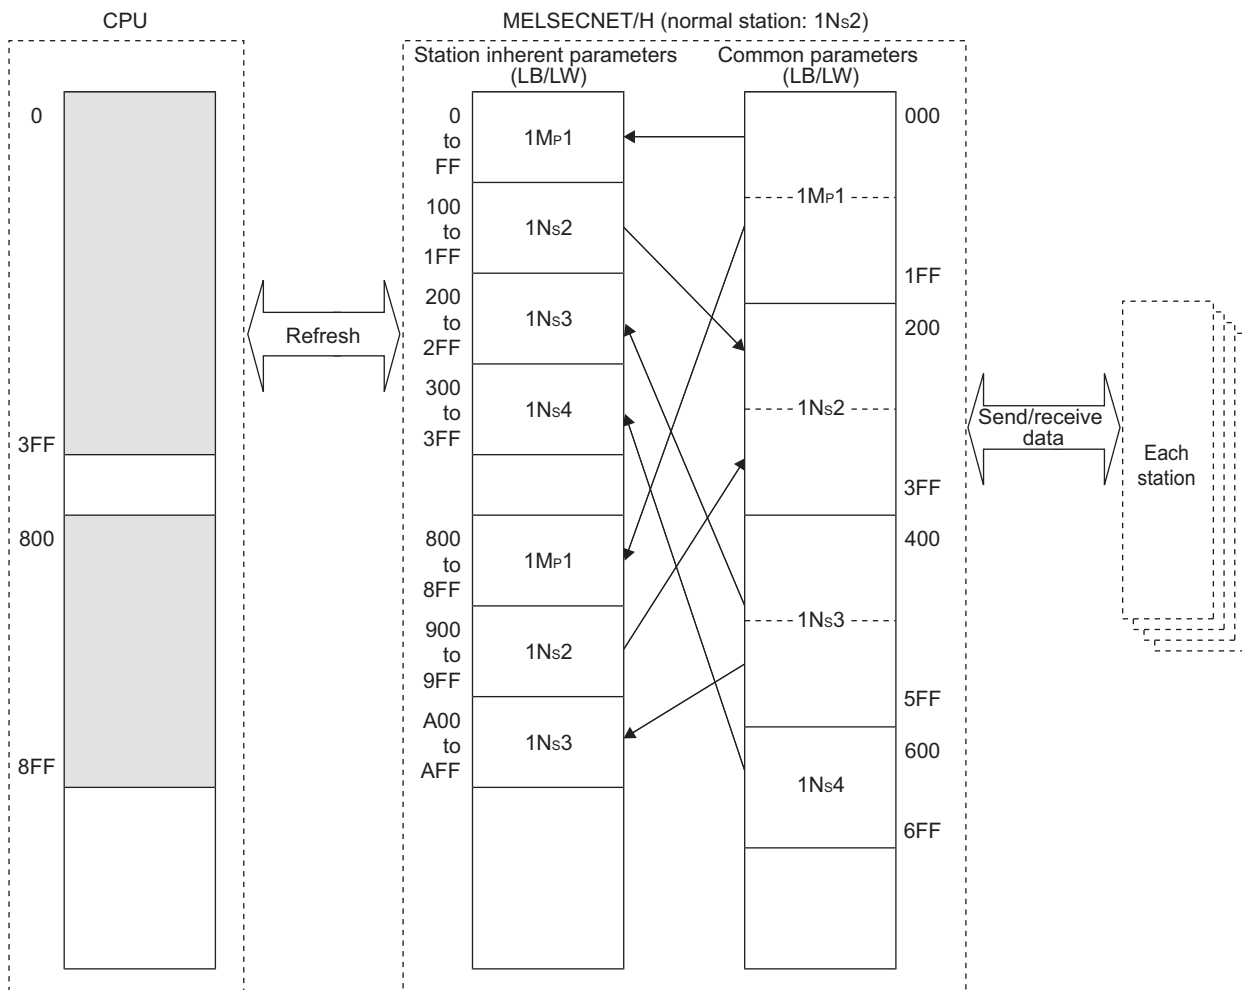 CPU
MELSECNET/H (normal station: 1Ns2)
Station inherent parameters
(LB/LW)
Common parameters
(LB/LW)
0
3FF
800
8FF
Refresh
0
to
FF
1MP1
100
to
1FF
1Ns2
200
to
2FF
1Ns3
300
to
3FF
1Ns4
800
to
8FF
1MP1
900
to
9FF
1Ns2
A00
to
AFF
1Ns3
000
1MP1
1FF
200
1Ns2
3FF
400
1Ns3
5FF
600
1Ns4
6FF
Send/receive
data
Each
station